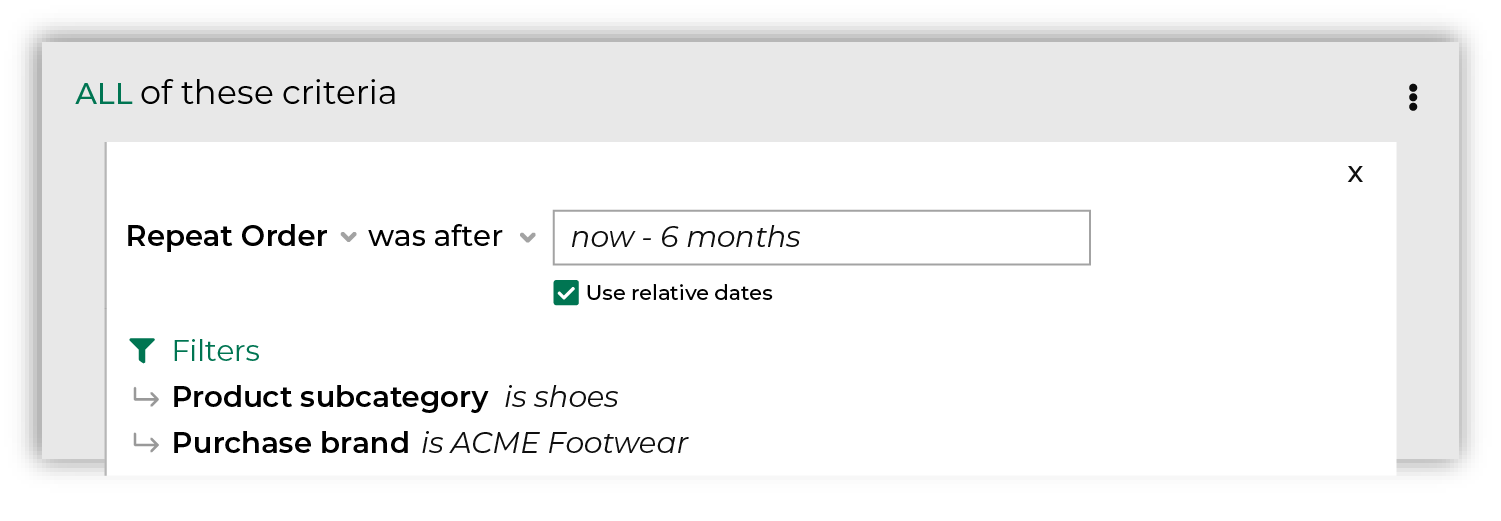 ALL of these criteria
x
Repeat Order was after now - 6 months
Use relative dates
Filters
Product subcategory is shoes
Purchase brand is ACME Footwear